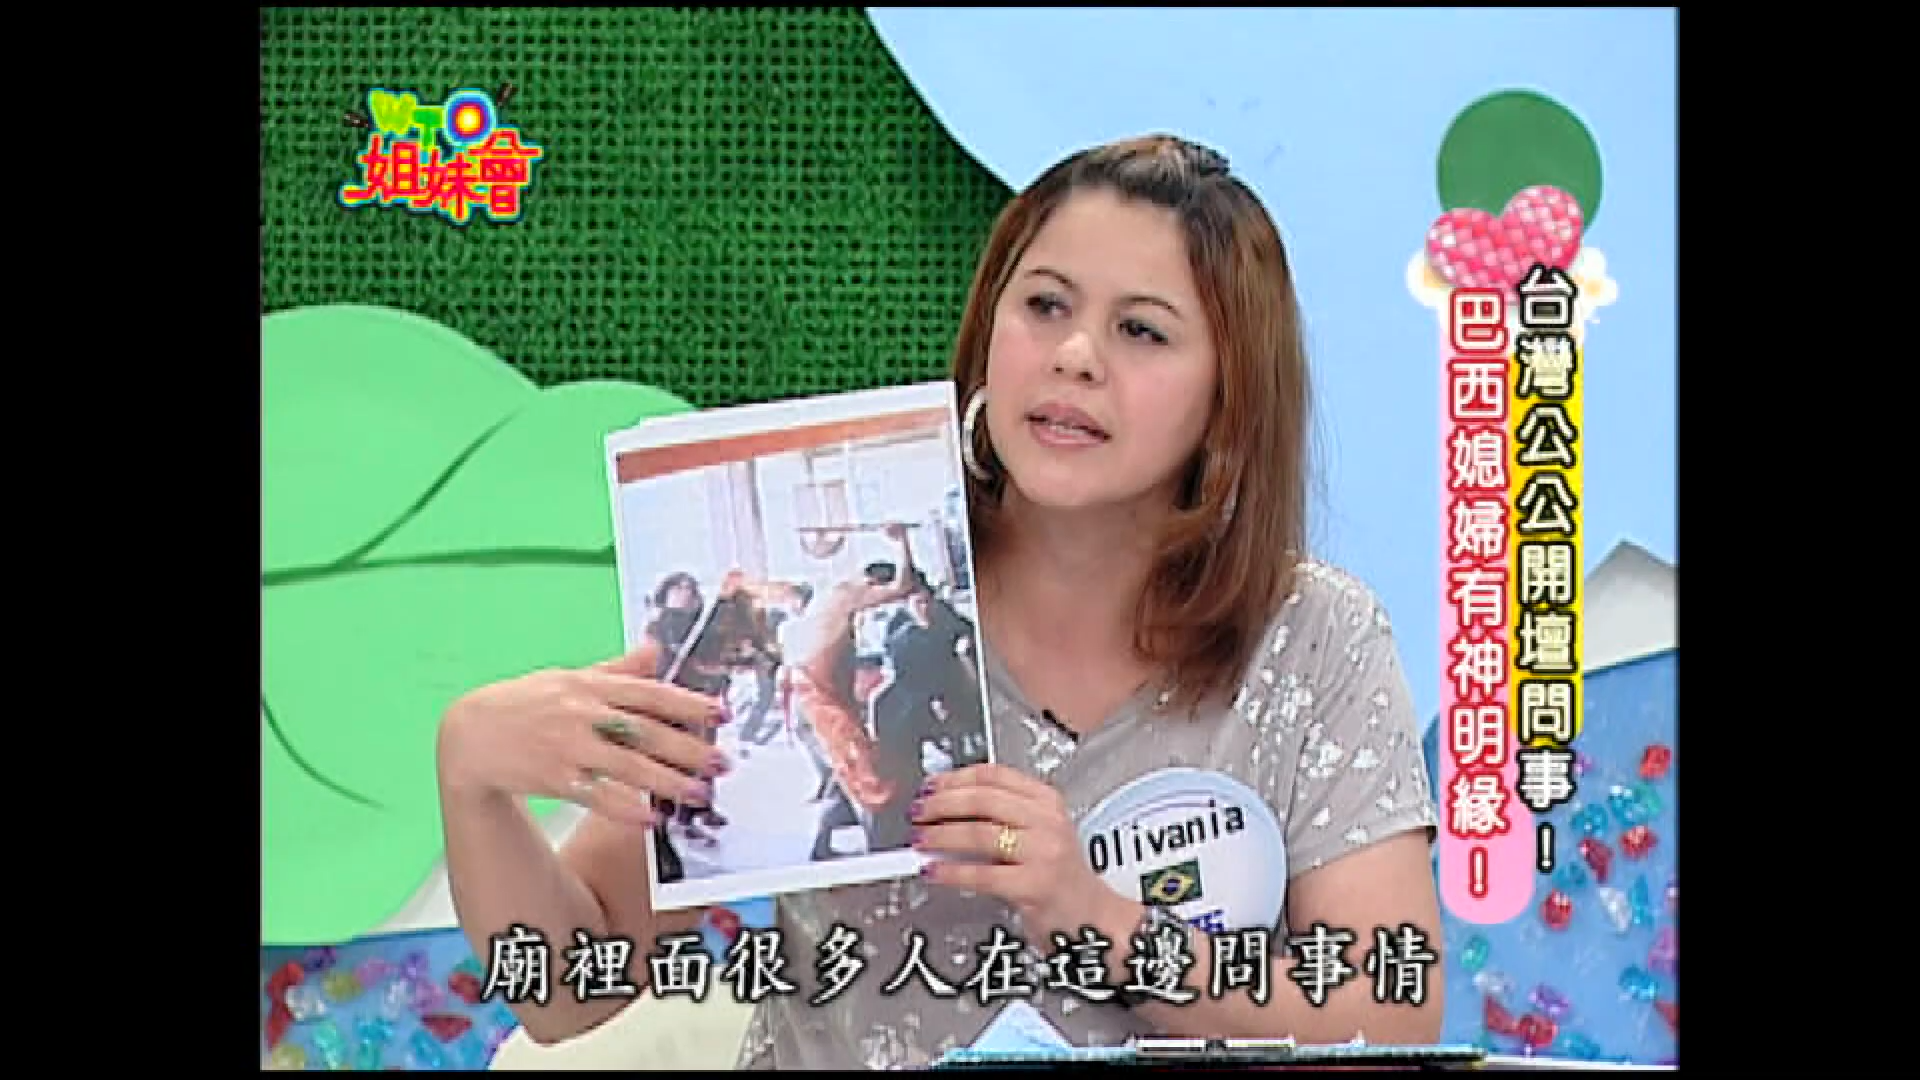 WTO
姐妹會
台灣公公開壇問事！
巴西媳婦有神明緣！
Olivania
廟裡面很多人在這邊問事情